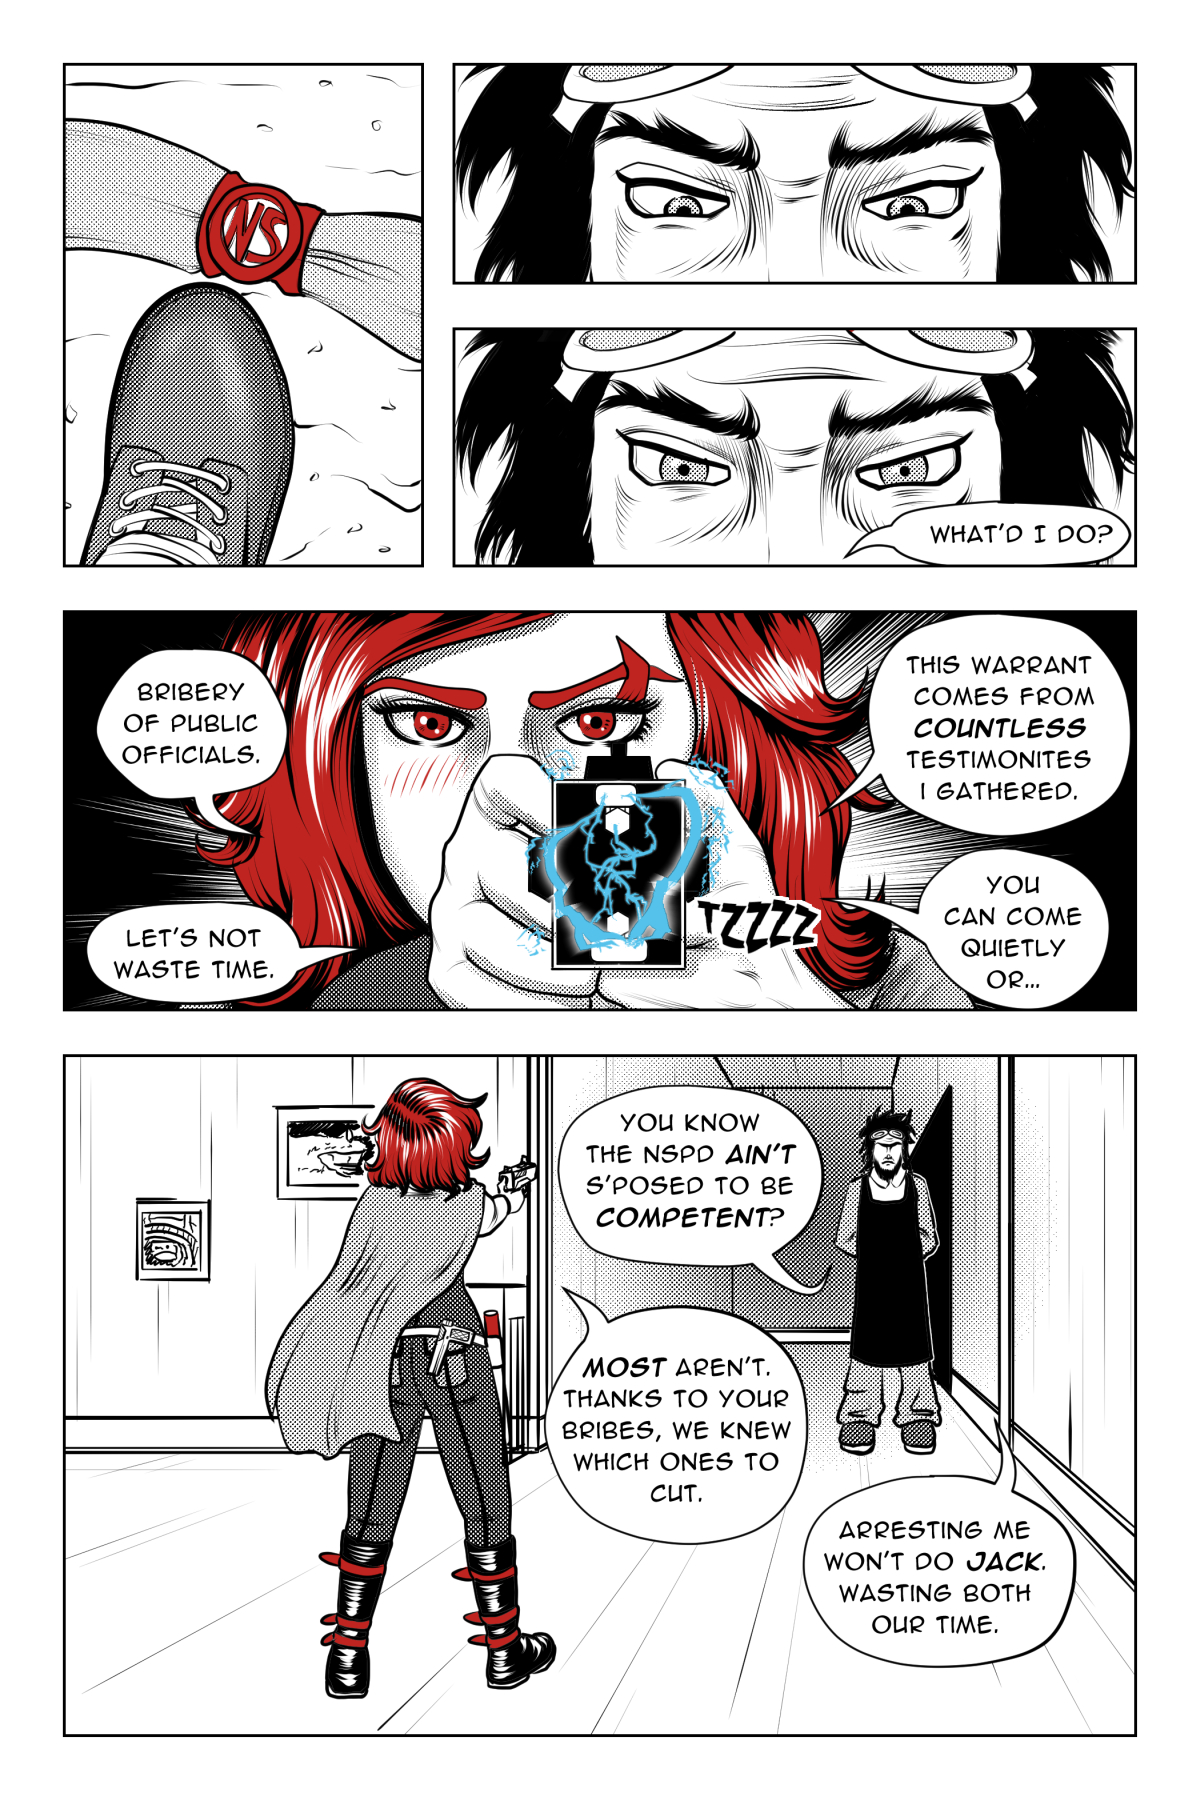 NS
WHAT'D I DO?
BRIBERY
OF PUBLIC
OFFICIALS.
THIS WARRANT
COMES FROM
COUNTLESS
TESTIMONITES
I GATHERED.
LET'S NOT
WASTE TIME.
TZZZZ
YOU
CAN COME
QUIETLY
OR...
YOU KNOW
THE NSPD AIN'T
S'POSED TO BE
COMPETENT?
MOST AREN'T.
THANKS TO YOUR
BRIBES, WE KNEW
WHICH ONES TO
CUT.
ARRESTING ME
WON'T DO JACK.
WASTING BOTH
OUR TIME.